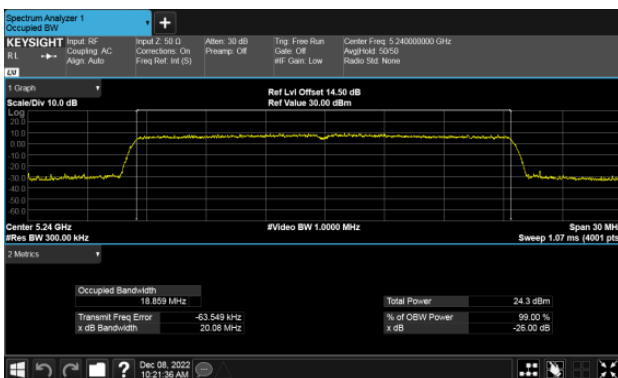 Spectrum Analyzer 1
Occupied BW
KEYSIGHT Input: RF Input Z: 50 Ω Atten: 30 dB Trig: Free Run Center Freq: 5.240000000 GHz
R L Coupling: AC Corrections: On Preamp: Off Gate: Off Avg|Hold: 50/50
Align: Auto Freq Ref: Int (S) #IF Gain: Low Radio Std: None
LXI
1 Graph
Ref Lvl Offset 14.50 dB
Scale/Div 10.0 dB Ref Value 30.00 dBm
Log
20.0
10.0
0.00
-10.0
-20.0
-30.0
-40.0
-50.0
-60.0
Center 5.24 GHz #Video BW 1.0000 MHz Span 30 MH
#Res BW 300.00 kHz Sweep 1.07 ms (4001 pts
2 Metrics
Occupied Bandwidth
18.859 MHz Total Power 24.3 dBm
Transmit Freq Error -63.549 kHz % of OBW Power 99.00 %
x dB Bandwidth 20.08 MHz x dB -26.00 dB
Dec 08, 2022
10:21:36 AM